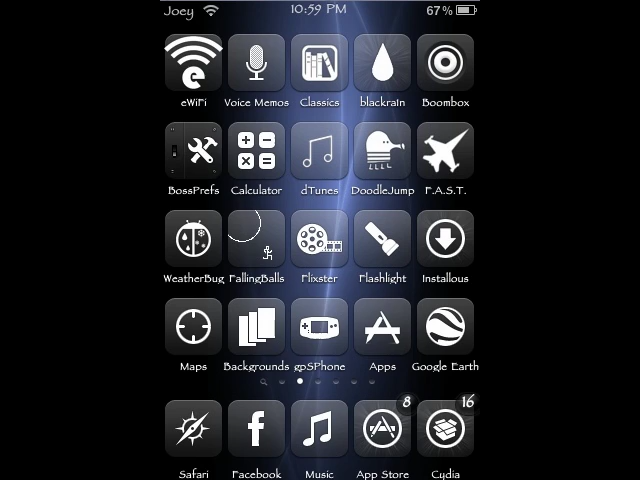 Joey 10:59 PM 67%
eWiFi Voice Memos Classics blackra1n Boombox
BossPrefs Calculator dTunes DoodleJump F.A.S.T.
WeatherBug FallingBalls Flixster Flashlight Installous
Maps Backgrounds gpSPhone Apps Google Earth
8 16
Safari Facebook Music App Store Cydia